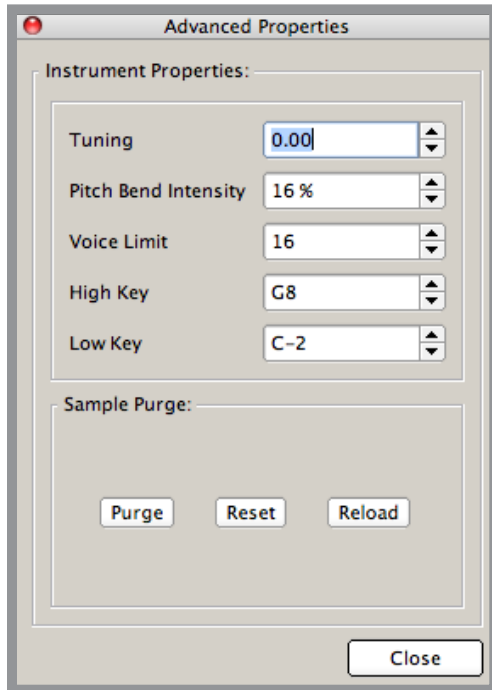 Advanced Properties
Instrument Properties:
Tuning 0.00
Pitch Bend Intensity 16 %
Voice Limit 16
High Key G8
Low Key C-2
Sample Purge:
Purge Reset Reload
Close